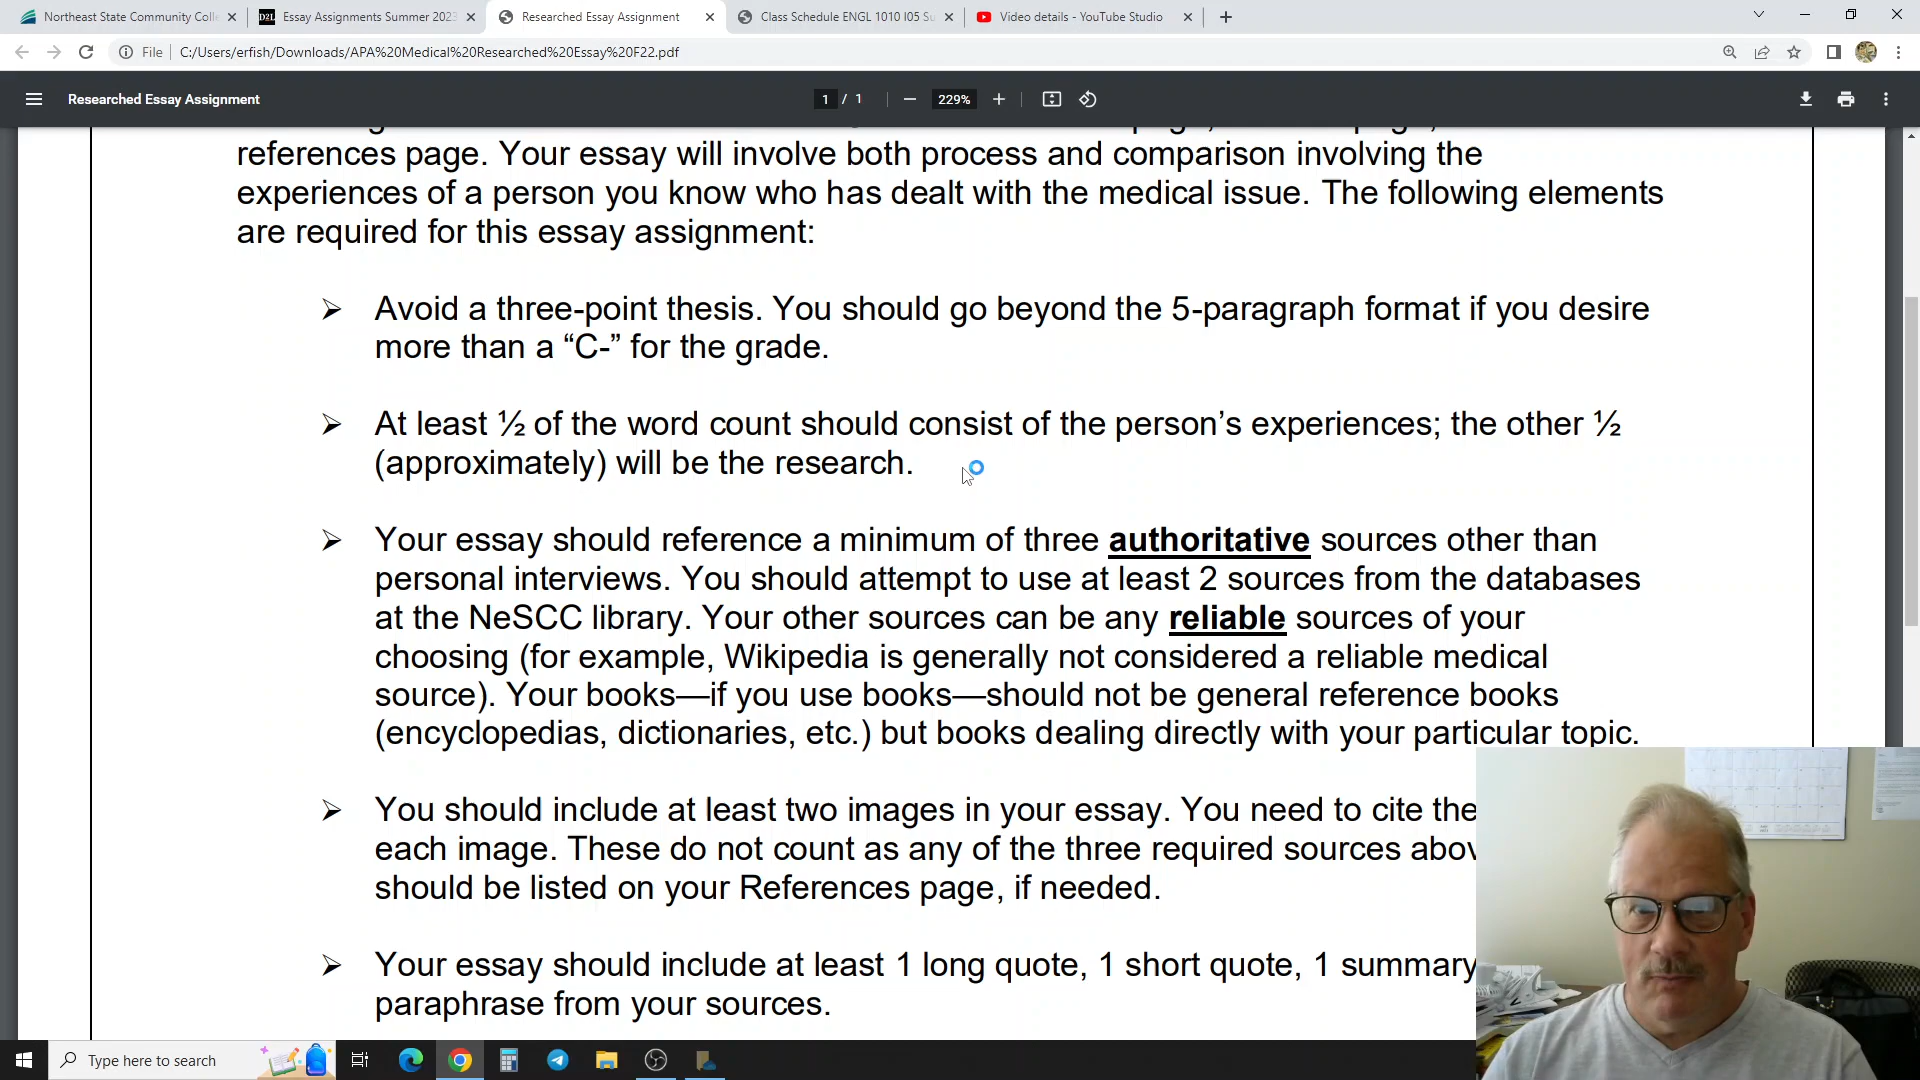 Northeast State Community Coll
Essay Assignments Summer 2023
Researched Essay Assignment
Class Schedule ENGL 1010 I05 Su
Video details - YouTube Studio
File
C:/Users/erfish/Downloads/APA%20Medical%20Researched%20Essay%20F22.pdf
Researched Essay Assignment
1 / 1
229%
references page. Your essay will involve both process and comparison involving the
experiences of a person you know who has dealt with the medical issue. The following elements
are required for this essay assignment:
➢ Avoid a three-point thesis. You should go beyond the 5-paragraph format if you desire
more than a “C-” for the grade.
➢ At least ½ of the word count should consist of the person’s experiences; the other ½
(approximately) will be the research.
➢ Your essay should reference a minimum of three authoritative sources other than
personal interviews. You should attempt to use at least 2 sources from the databases
at the NeSCC library. Your other sources can be any reliable sources of your
choosing (for example, Wikipedia is generally not considered a reliable medical
source). Your books—if you use books—should not be general reference books
(encyclopedias, dictionaries, etc.) but books dealing directly with your particular topic.
➢ You should include at least two images in your essay. You need to cite the
each image. These do not count as any of the three required sources abov
should be listed on your References page, if needed.
➢ Your essay should include at least 1 long quote, 1 short quote, 1 summary
paraphrase from your sources.
Type here to search